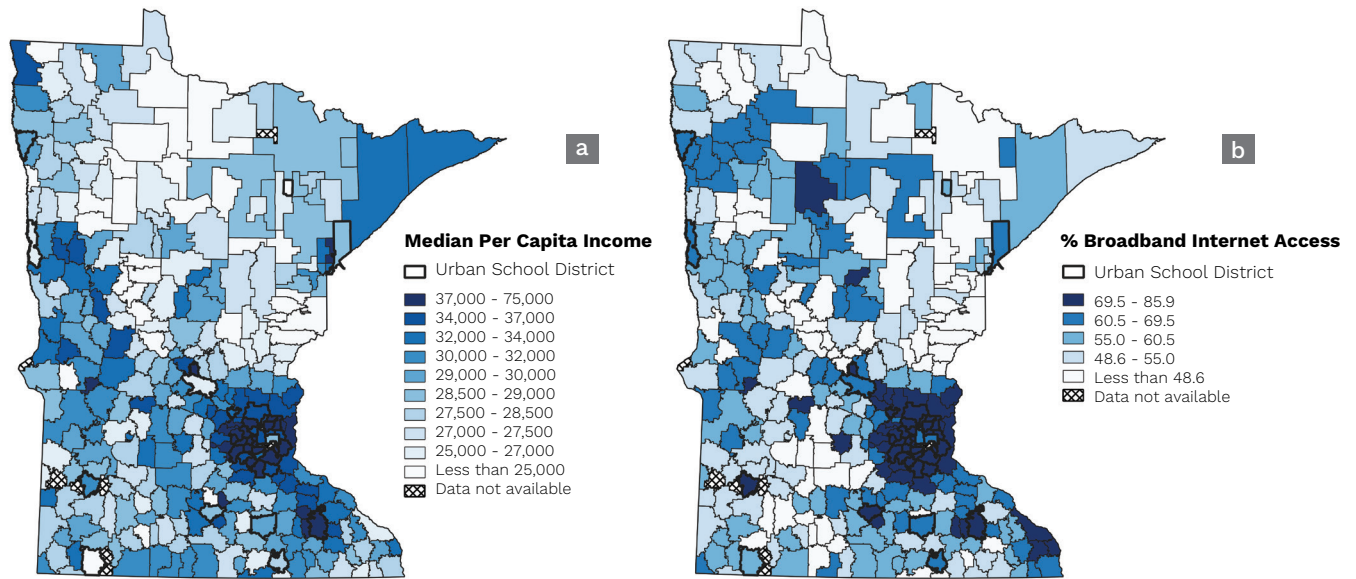 a
Median Per Capita Income
Urban School District
37,000 - 75,000
34,000 - 37,000
32,000 - 34,000
30,000 - 32,000
29,000 - 30,000
28,500 - 29,000
27,500 - 28,500
27,000 - 27,500
25,000 - 27,000
Less than 25,000
Data not available
b
% Broadband Internet Access
Urban School District
69.5 - 85.9
60.5 - 69.5
55.0 - 60.5
48.6 - 55.0
Less than 48.6
Data not available